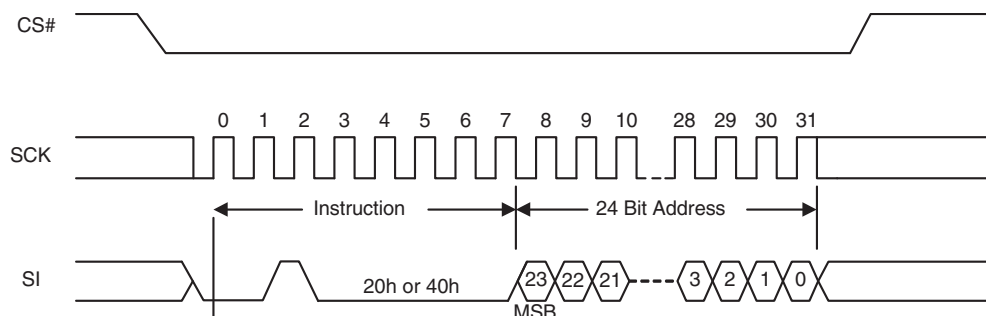 CS#
0 1 2 3 4 5 6 7 8 9 10 28 29 30 31
SCK
Instruction 24 Bit Address
SI 20h or 40h 23 22 21 3 2 1 0
MSB